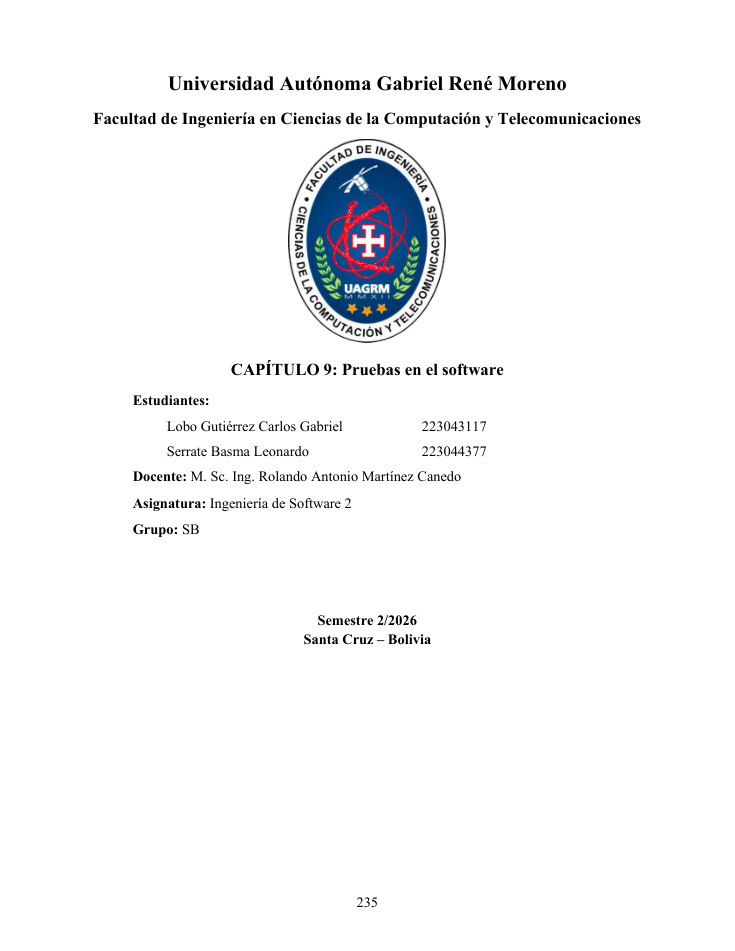 Universidad Autónoma Gabriel René Moreno
Facultad de Ingeniería en Ciencias de la Computación y Telecomunicaciones
• FACULTAD DE INGENIERÍA •
CIENCIAS DE LA COMPUTACIÓN Y TELECOMUNICACIONES
UAGRM
MMXII
CAPÍTULO 9: Pruebas en el software
Estudiantes:
Lobo Gutiérrez Carlos Gabriel 223043117
Serrate Basma Leonardo 223044377
Docente: M. Sc. Ing. Rolando Antonio Martínez Canedo
Asignatura: Ingeniería de Software 2
Grupo: SB
Semestre 2/2026
Santa Cruz – Bolivia
235